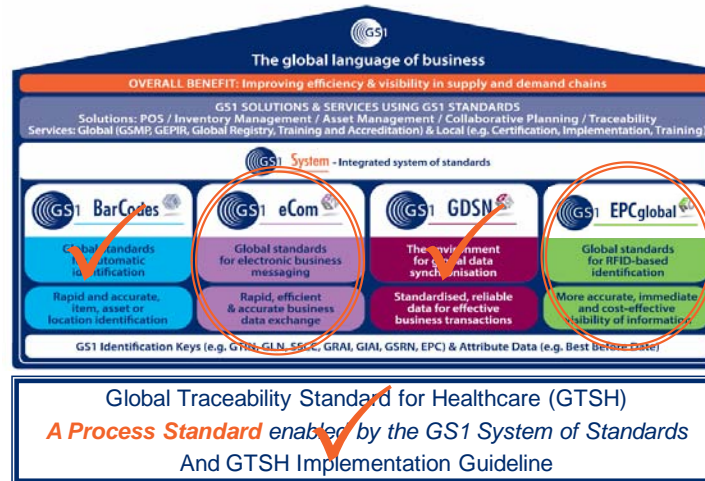 GS1
The global language of business
OVERALL BENEFIT: Improving efficiency & visibility in supply and demand chains
GS1 SOLUTIONS & SERVICES USING GS1 STANDARDS
Solutions: POS / Inventory Management / Asset Management / Collaborative Planning / Traceability
Services: Global (GSMP, GEPIR, Global Registry, Training and Accreditation) & Local (e.g. Certification, Implementation, Training)
GS1 System - Integrated system of standards
GS1 BarCodes
Global standards
for automatic
identification
Rapid and accurate,
item, asset or
location identification
GS1 eCom
Global standards
for electronic business
messaging
Rapid, efficient
& accurate business
data exchange
GS1 GDSN
The environment
for global data
synchronisation
Standardised, reliable
data for effective
business transactions
GS1 EPCglobal
Global standards
for RFID-based
identification
More accurate, immediate
and cost-effective
visibility of information
GS1 Identification Keys (e.g. GTIN, GLN, SSCC, GRAI, GIAI, GSRN, EPC) & Attribute Data (e.g. Best Before Date)
Global Traceability Standard for Healthcare (GTSH)
A Process Standard enabled by the GS1 System of Standards
And GTSH Implementation Guideline